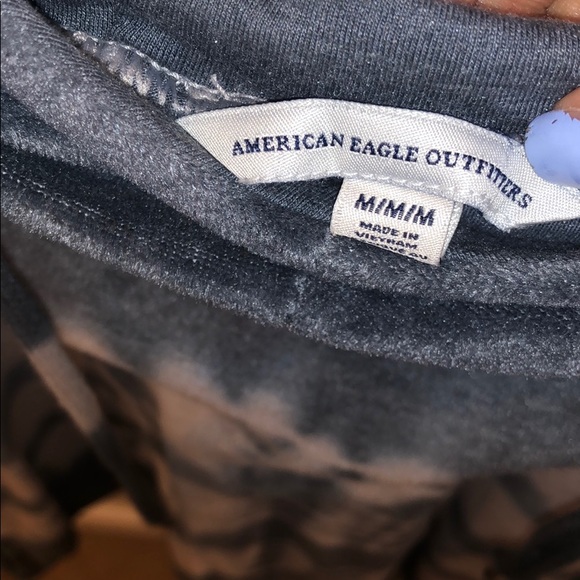 AMERICAN EAGLE OUTFITTERS
M/M/M
MADE IN
VIETNAM